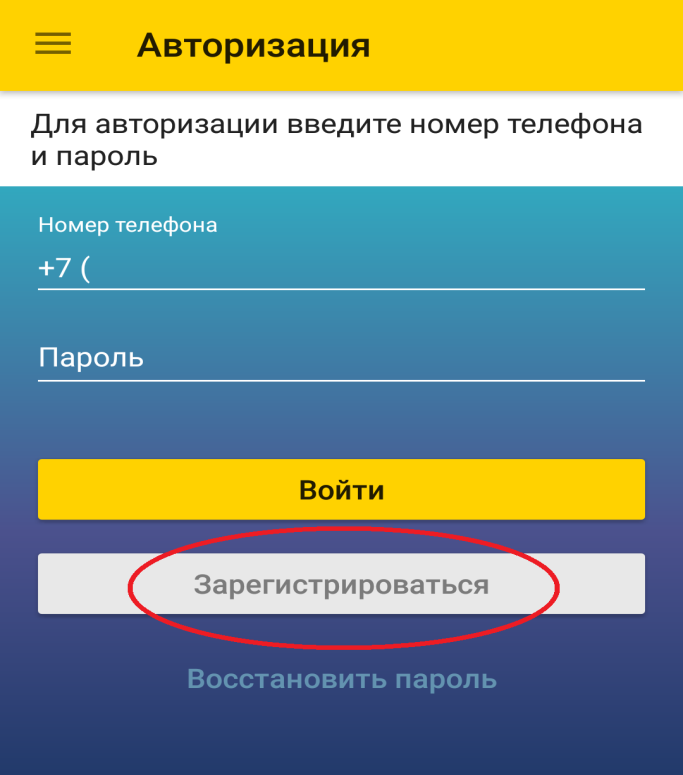 Авторизация
Для авторизации введите номер телефона
и пароль
Номер телефона
+7 (
Пароль
Войти
Зарегистрироваться
Восстановить пароль